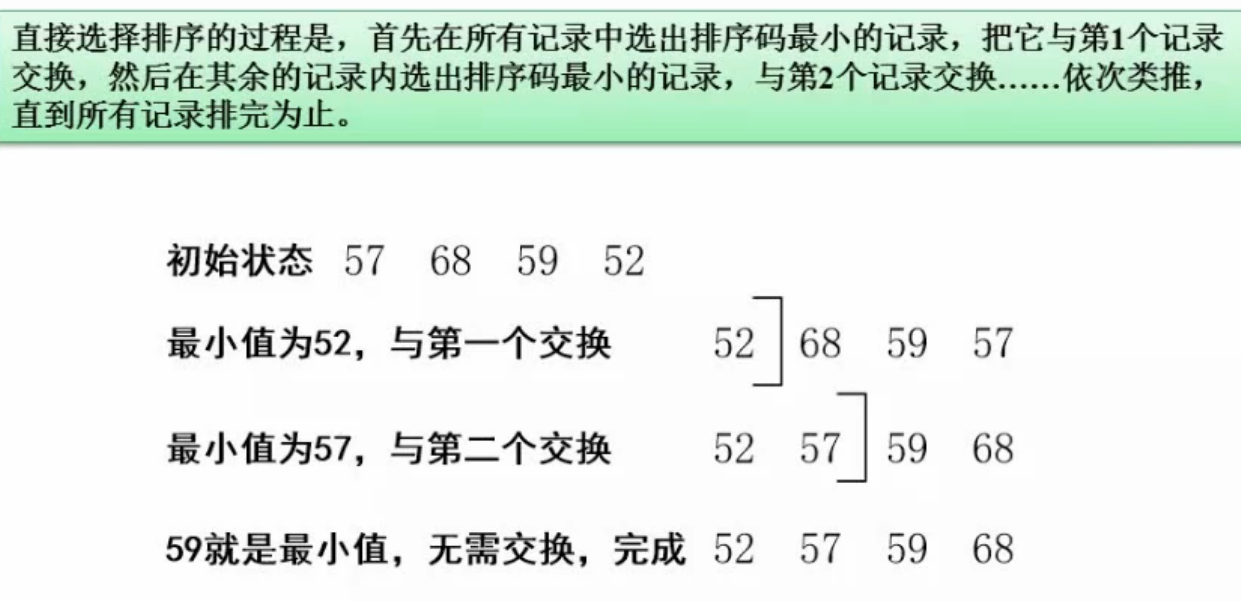 直接选择排序的过程是，首先在所有记录中选出排序码最小的记录，把它与第1个记录
交换，然后在其余的记录内选出排序码最小的记录，与第2个记录交换……依次类推，
直到所有记录排完为止。
初始状态 57 68 59 52
最小值为52，与第一个交换 52 ] 68 59 57
最小值为57，与第二个交换 52 57 ] 59 68
59就是最小值，无需交换，完成 52 57 59 68